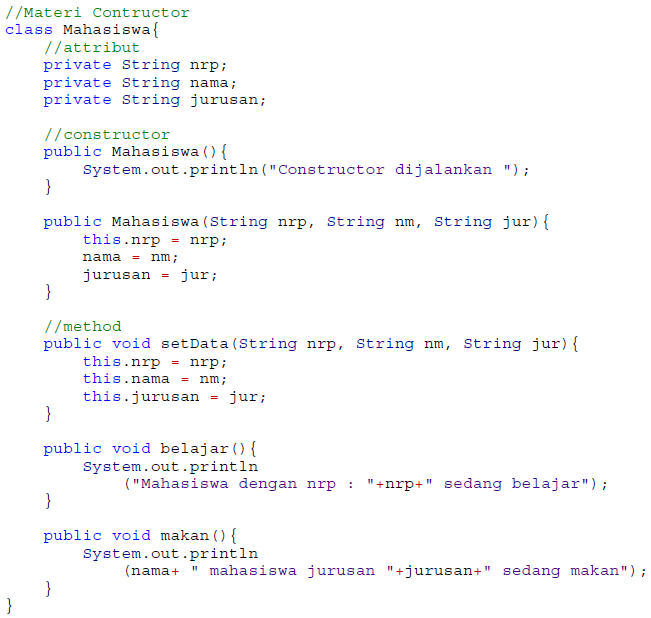 //Materi Contructor
class Mahasiswa{
    //attribut
    private String nrp;
    private String nama;
    private String jurusan;

    //constructor
    public Mahasiswa(){
        System.out.println("Constructor dijalankan ");
    }

    public Mahasiswa(String nrp, String nm, String jur){
        this.nrp = nrp;
        nama = nm;
        jurusan = jur;
    }

    //method
    public void setData(String nrp, String nm, String jur){
        this.nrp = nrp;
        this.nama = nm;
        this.jurusan = jur;
    }

    public void belajar(){
        System.out.println
            ("Mahasiswa dengan nrp : "+nrp+" sedang belajar");
    }

    public void makan(){
        System.out.println
            (nama+ " mahasiswa jurusan "+jurusan+" sedang makan");
    }
}